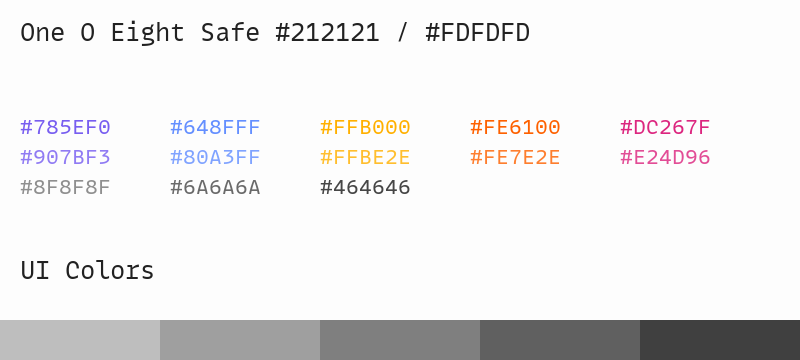 One O Eight Safe #212121 / #FDFDFD
#785EF0 #648FFF #FFB000 #FE6100 #DC267F
#907BF3 #80A3FF #FFBE2E #FE7E2E #E24D96
#8F8F8F #6A6A6A #464646
UI Colors